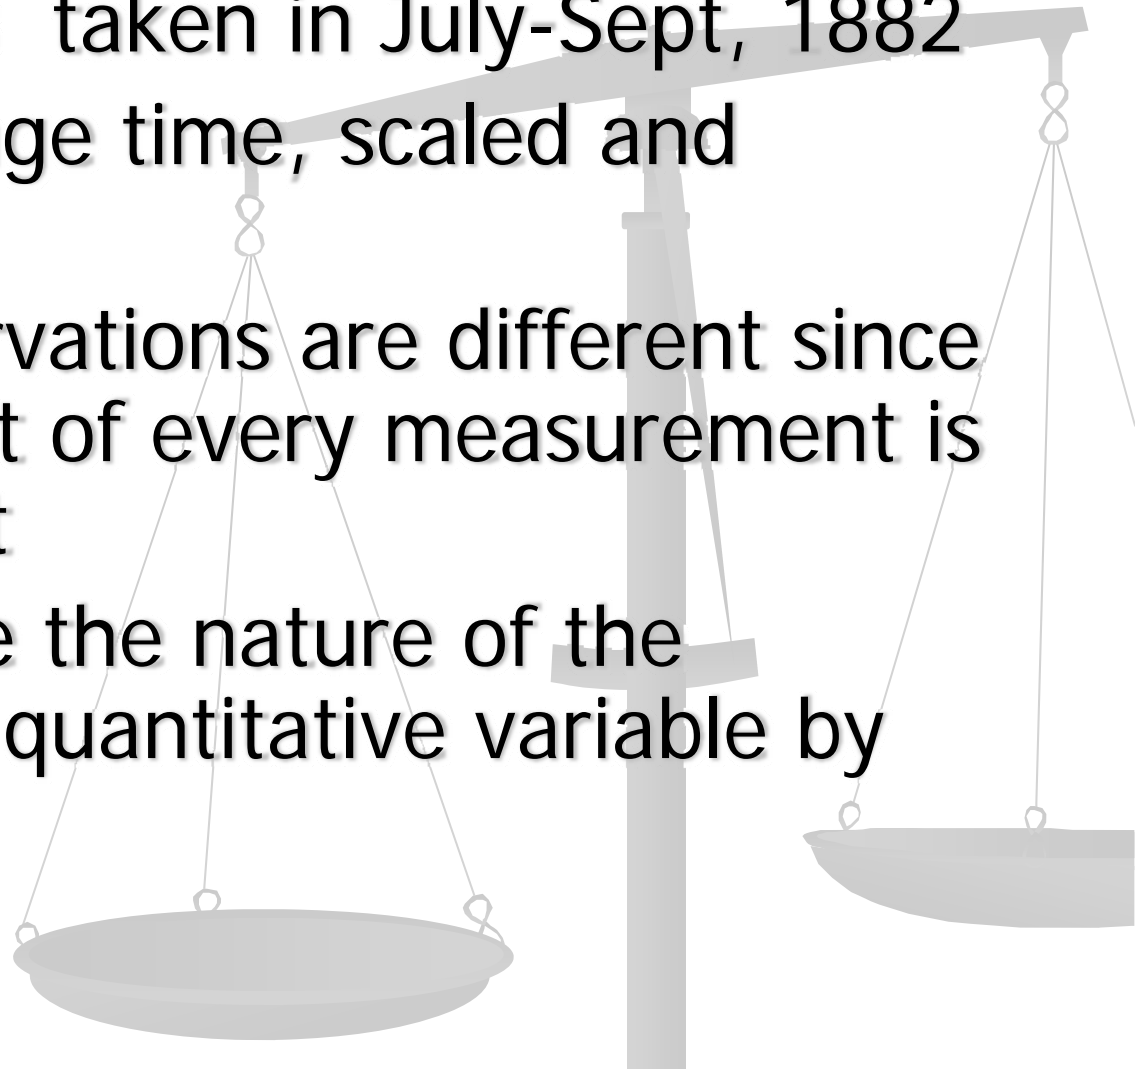 taken in July-Sept, 1882
ge time, scaled and
rvations are different since
t of every measurement is
t
e the nature of the
quantitative variable by